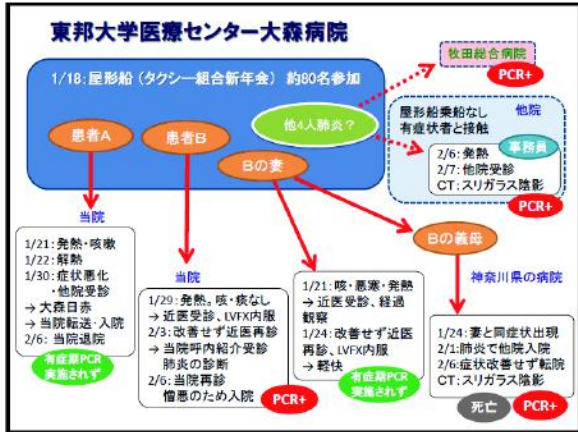 東邦大学医療センター大森病院
1/18:屋形船(タクシー組合新年会) 約80名参加
牧田総合病院
PCR+
患者A
患者B
Bの妻
他4人肺炎?
屋形船乗船なし
有症状者と接触
他院
事務員
2/6:発熱
2/7:他院受診
CT:スリガラス陰影
PCR+
当院
1/21:発熱・咳嗽
1/22:解熱
1/30:症状悪化
・他院受診
→ 大森日赤
→ 当院転送・入院
2/6:当院退院
有症期PCR
実施されず
当院
1/29:発熱。咳・痰なし
→ 近医受診、LVFX内服
2/3:改善せず近医再診
→ 当院呼内紹介受診
肺炎の診断
2/6:当院再診
憎悪のため入院
PCR+
1/21:咳・悪寒・発熱
→ 近医受診、経過
観察
1/24:改善せず近医
再診、LVFX内服
→ 軽快
有症期PCR
実施されず
Bの義母
神奈川県の病院
1/24:妻と同症状出現
2/1:肺炎で他院入院
2/6:症状改善せず転院
CT:スリガラス陰影
死亡
PCR+